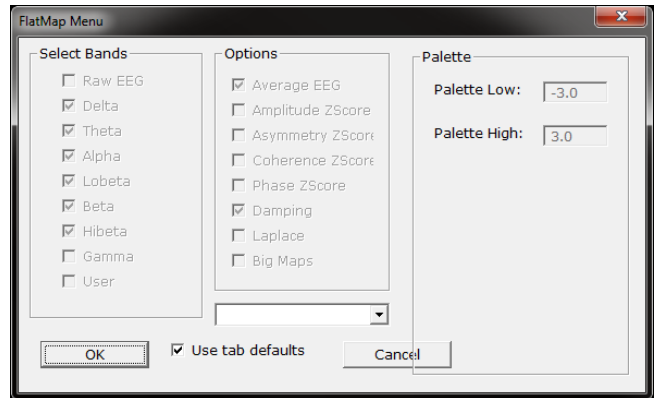 FlatMap Menu
Select Bands
Raw EEG
Delta
Theta
Alpha
Lobeta
Beta
Hibeta
Gamma
User
Options
Average EEG
Amplitude ZScore
Asymmetry ZScore
Coherence ZScore
Phase ZScore
Damping
Laplace
Big Maps
Palette
Palette Low: -3.0
Palette High: 3.0
OK
Use tab defaults
Cancel